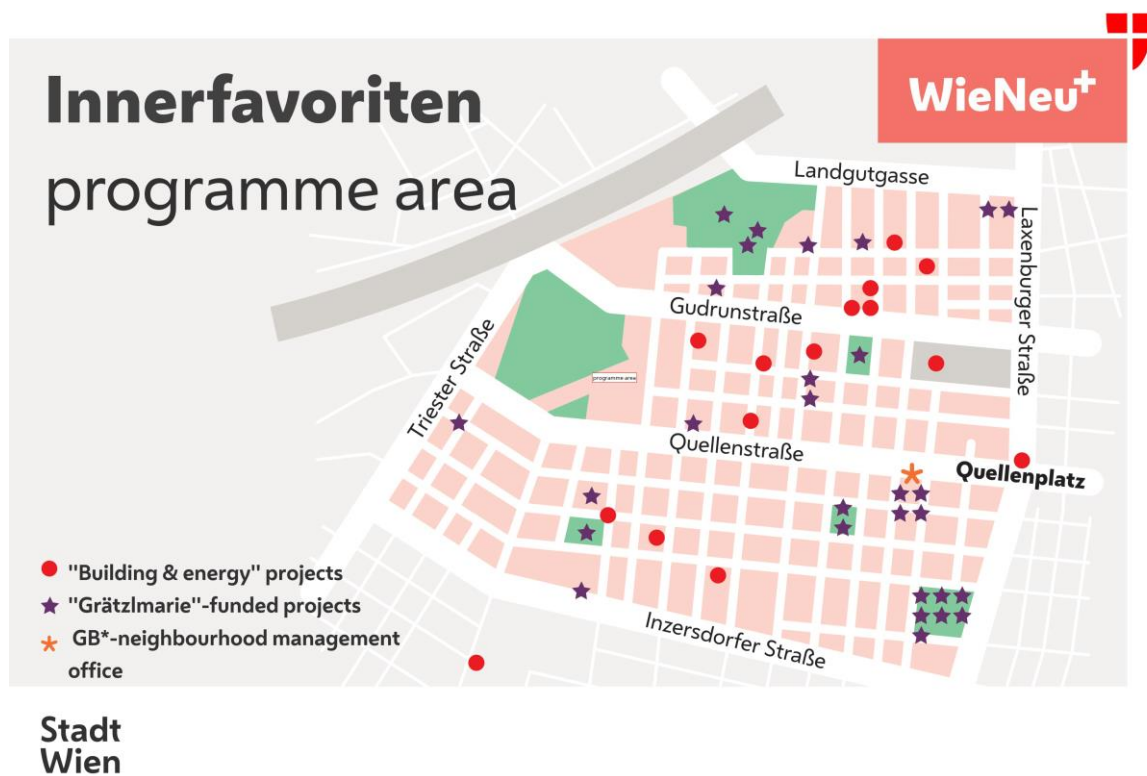 Innerfavoriten
programme area
WieNeu+
Landgutgasse
Laxenburger Straße
Gudrunstraße
Triester Straße
programme area
Quellenstraße
Quellenplatz
Inzersdorfer Straße
"Building & energy" projects
"Grätzlmarie"-funded projects
GB*-neighbourhood management
office
Stadt
Wien